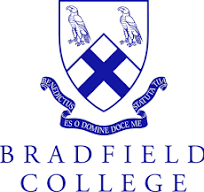 BENEDICTUS
ES O DOMINE DOCE ME
STATUTA TUA
BRADFIELD
COLLEGE